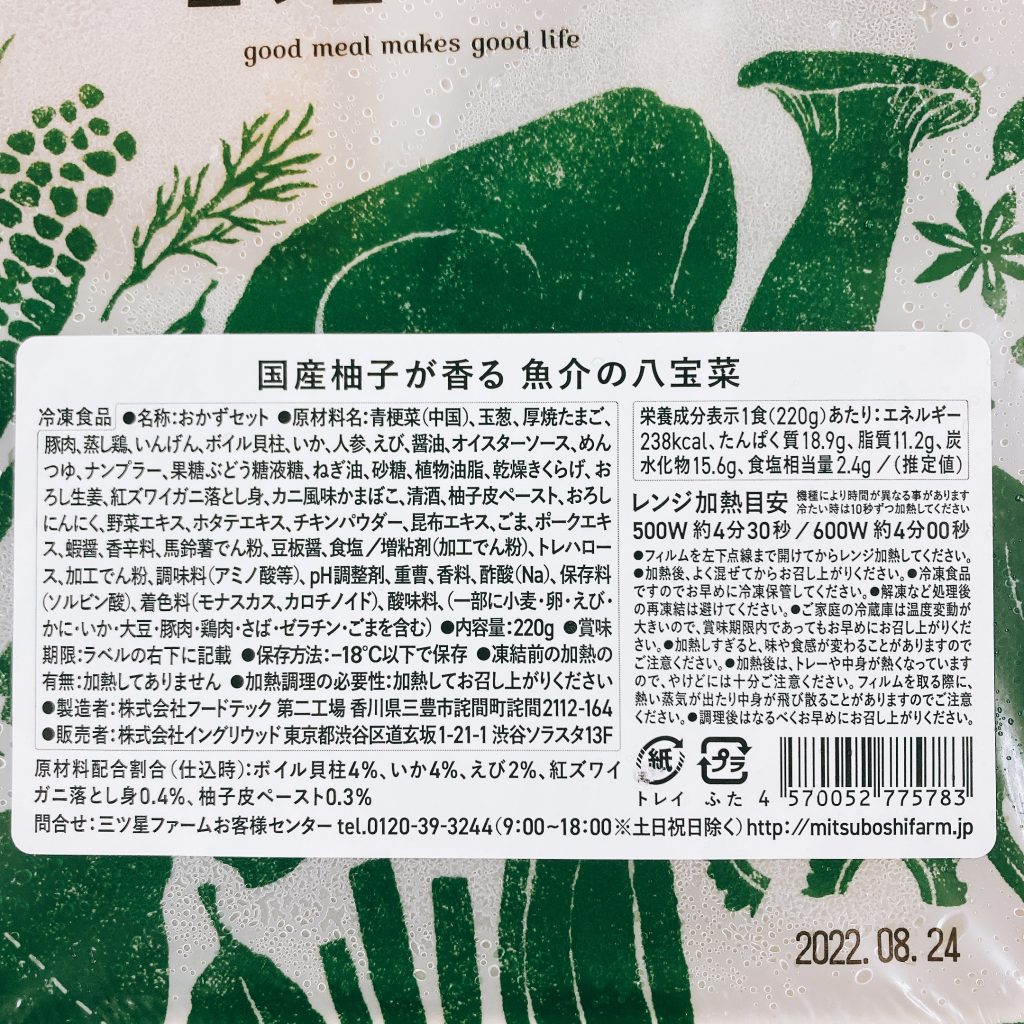 good meal makes good life
国産柚子が香る 魚介の八宝菜
冷凍食品 ●名称:おかずセット ●原材料名:青梗菜(中国)、玉葱、厚焼たまご、
豚肉、蒸し鶏、いんげん、ボイル貝柱、いか、人参、えび、醤油、オイスターソース、めん
つゆ、ナンプラー、果糖ぶどう糖液糖、ねぎ油、砂糖、植物油脂、乾燥きくらげ、お
ろし生姜、紅ズワイガニ落とし身、カニ風味かまぼこ、清酒、柚子皮ペースト、おろし
にんにく、野菜エキス、ホタテエキス、チキンパウダー、昆布エキス、ごま、ポークエキ
ス、蝦醤、香辛料、馬鈴薯でん粉、豆板醤、食塩/増粘剤(加工でん粉)、トレハロー
ス、加工でん粉、調味料(アミノ酸等)、pH調整剤、重曹、香料、酢酸(Na)、保存料
(ソルビン酸)、着色料(モナスカス、カロチノイド)、酸味料、(一部に小麦・卵・えび・
かに・いか・大豆・豚肉・鶏肉・さば・ゼラチン・ごまを含む) ●内容量:220g ●賞味
期限:ラベルの右下に記載 ●保存方法:-18℃以下で保存 ●凍結前の加熱の
有無:加熱してありません ●加熱調理の必要性:加熱してお召し上がりください
●製造者:株式会社フードテック 第二工場 香川県三豊市詫間町詫間2112-164
●販売者:株式会社イングリウッド 東京都渋谷区道玄坂1-21-1 渋谷ソラスタ13F
原材料配合割合(仕込時):ボイル貝柱4%、いか4%、えび2%、紅ズワイ
ガニ落とし身0.4%、柚子皮ペースト0.3%
栄養成分表示1食(220g)あたり:エネルギー
238kcal、たんぱく質18.9g、脂質11.2g、炭
水化物15.6g、食塩相当量2.4g/(推定値)
レンジ加熱目安 機種により時間が異なる事があります
冷たい時は10秒ずつ加熱してください
500W 約4分30秒/600W 約4分00秒
●フィルムを左下点線まで開けてからレンジ加熱してください。
●加熱後、よく混ぜてからお召し上がりください。●冷凍食品
ですのでお早めに冷凍保管してください。●解凍など処理後
の再凍結は避けてください。●ご家庭の冷蔵庫は温度変動が
大きいので、賞味期限内であってもお早めにお召し上がりくだ
さい。●加熱しすぎると、味や食感が変わることがありますので
ご注意ください。●加熱後は、トレーや中身が熱くなっています
ので、やけどには十分ご注意ください。フィルムを取る際に、
熱い蒸気が出たり中身が飛び散ることがありますのでご注意
ください。●調理後はなるべくお早めにお召し上がりください。
紙 プラ
トレイ ふた 4 570052 775783
問合せ:三ツ星ファームお客様センター tel.0120-39-3244(9:00~18:00※土日祝日除く)http://mitsuboshifarm.jp
2022.08.24